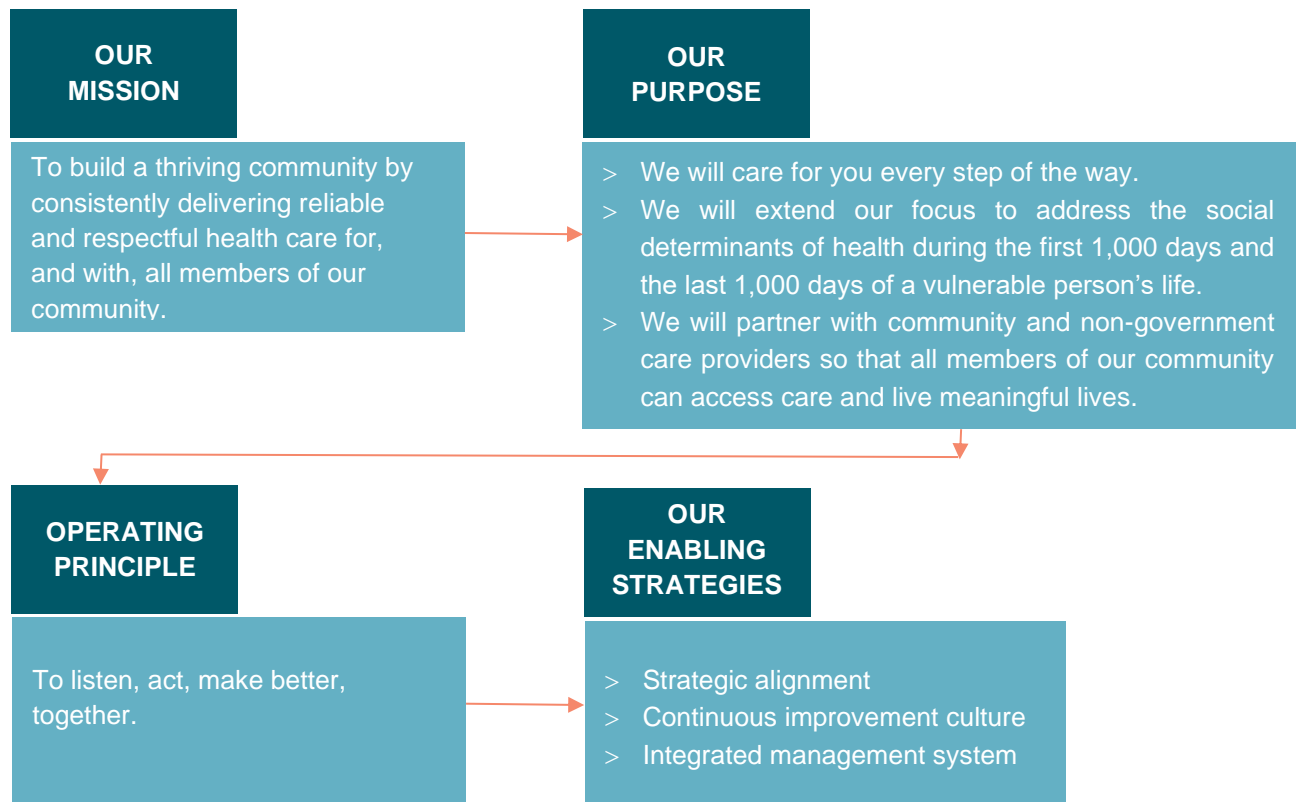 OUR
MISSION
To build a thriving community by
consistently delivering reliable
and respectful health care for,
and with, all members of our
community.
OUR
PURPOSE
> We will care for you every step of the way.
> We will extend our focus to address the social
determinants of health during the first 1,000 days and
the last 1,000 days of a vulnerable person’s life.
> We will partner with community and non-government
care providers so that all members of our community
can access care and live meaningful lives.
OPERATING
PRINCIPLE
To listen, act, make better,
together.
OUR
ENABLING
STRATEGIES
> Strategic alignment
> Continuous improvement culture
> Integrated management system